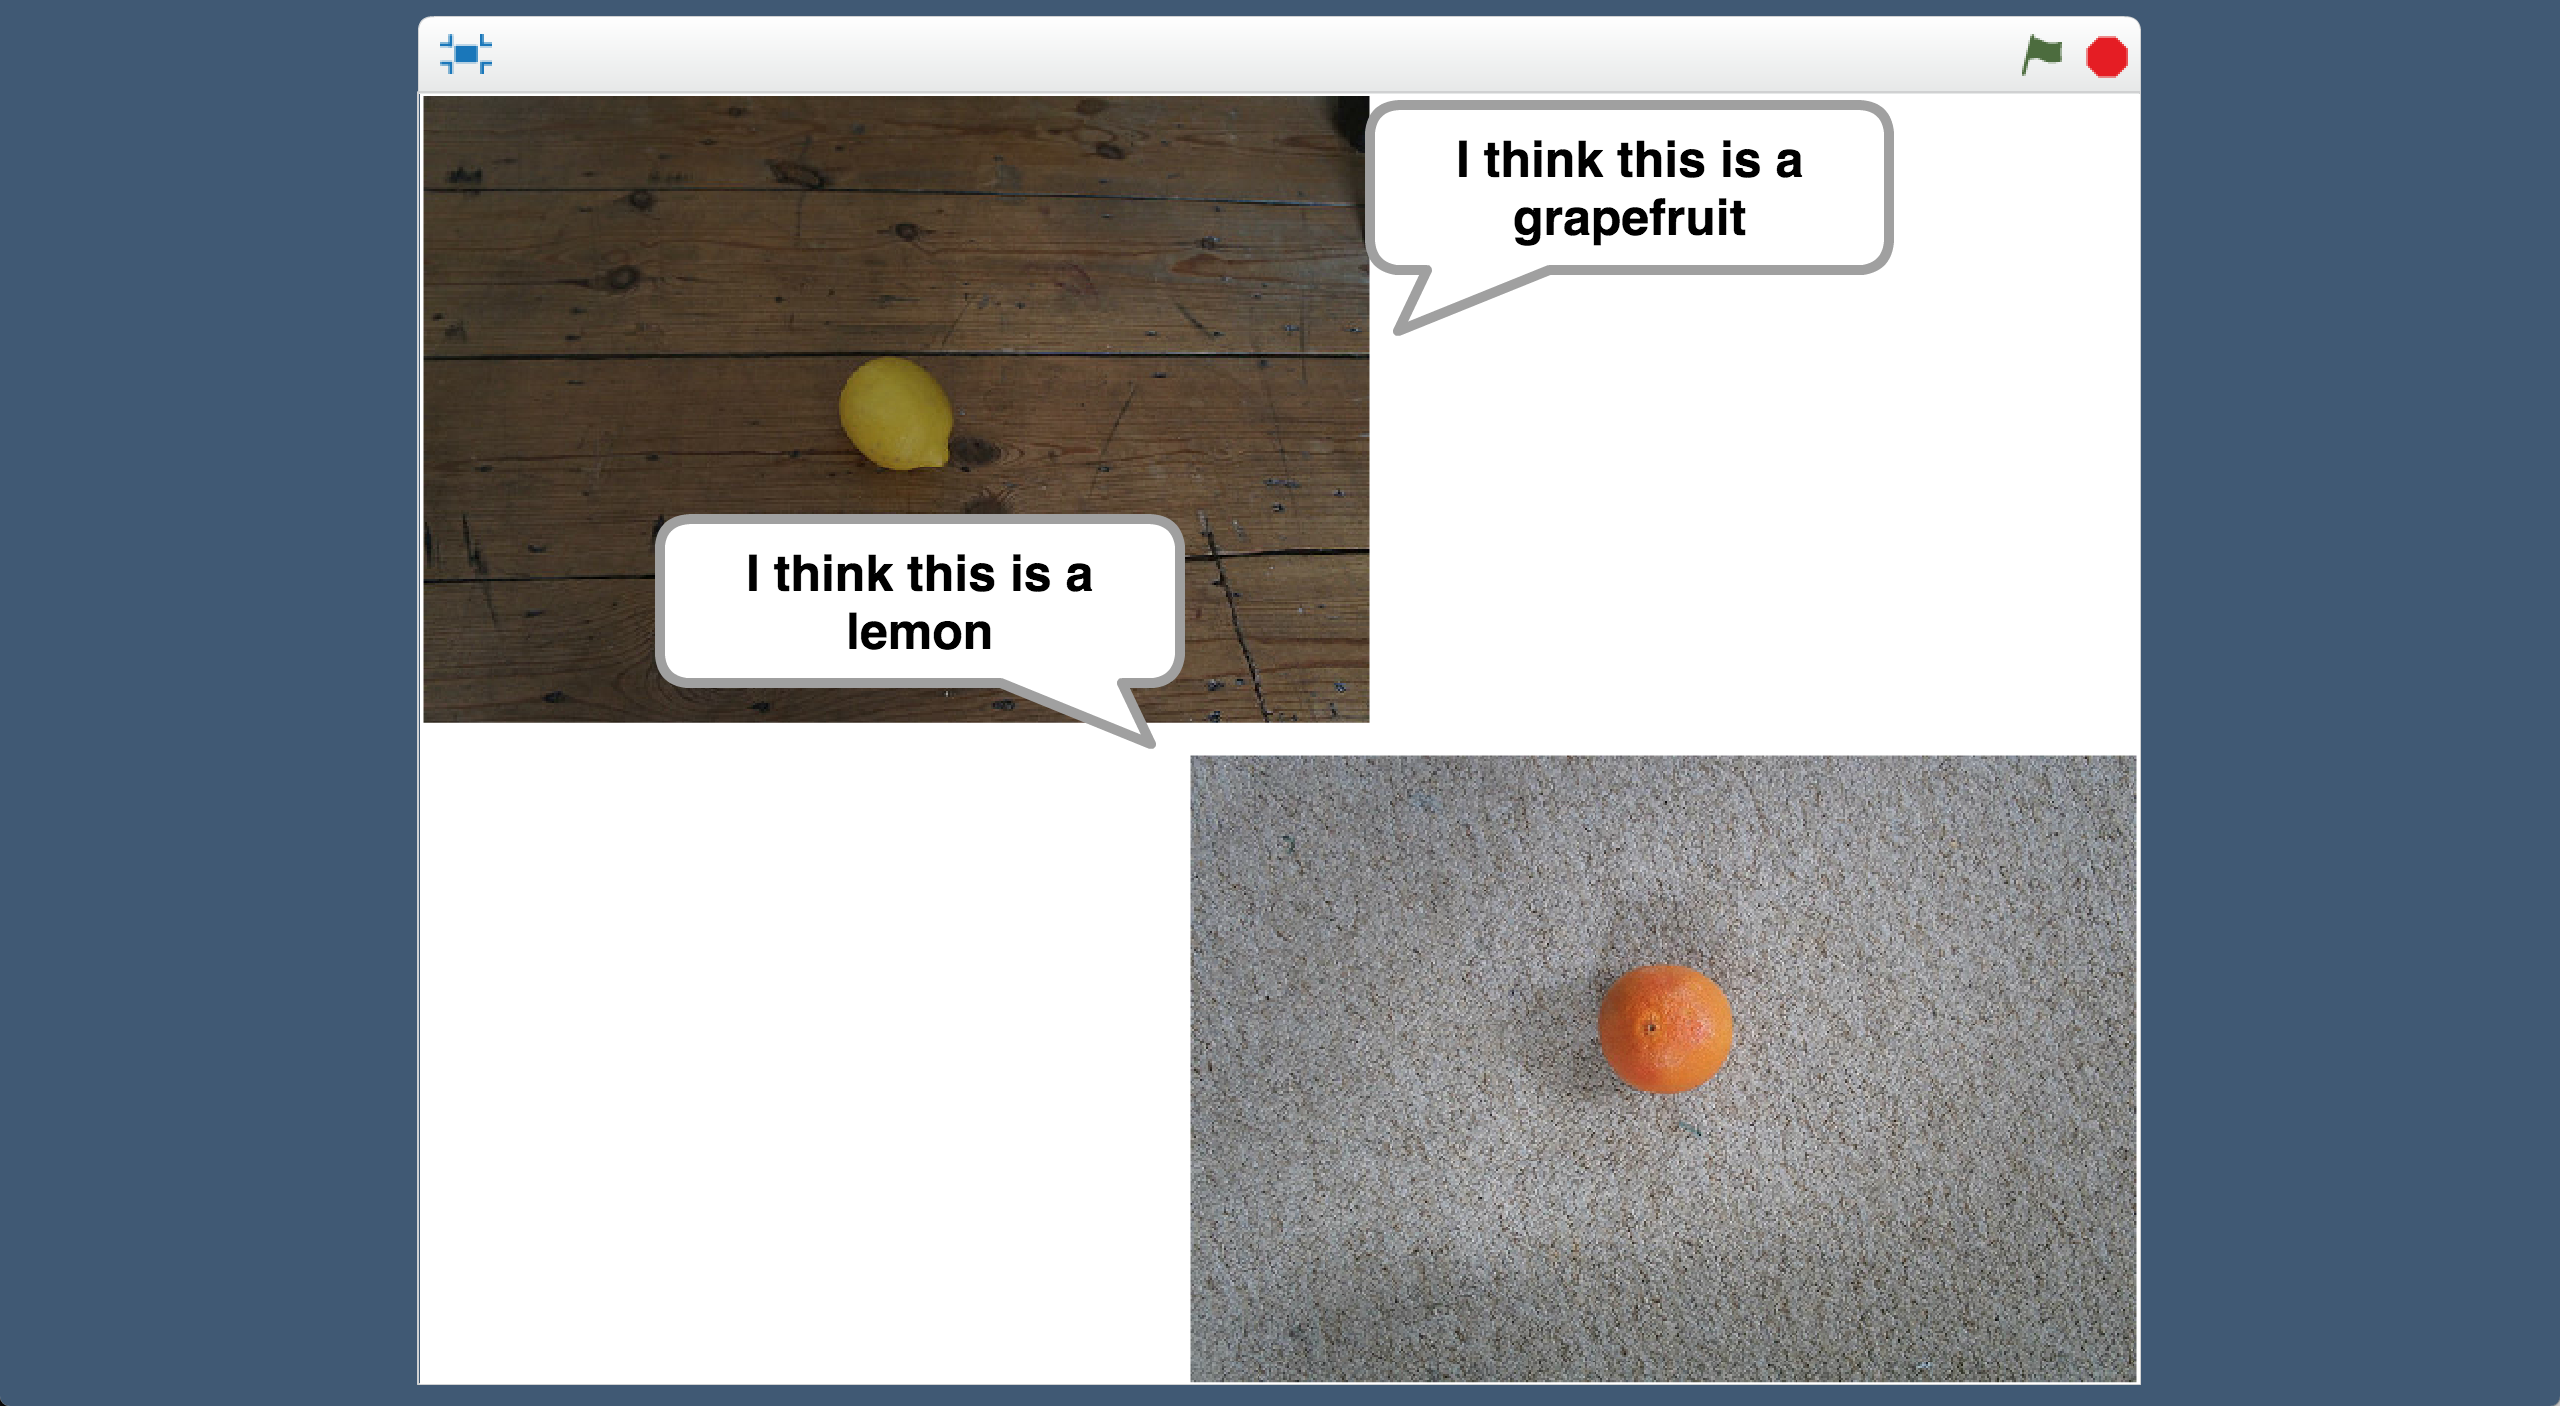 I think this is a
grapefruit
I think this is a
lemon